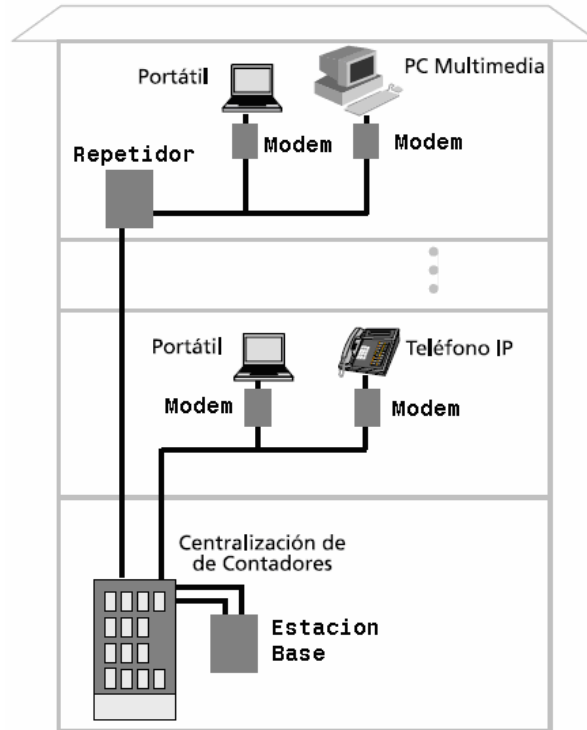 Portátil
PC Multimedia
Modem
Modem
Repetidor
Portátil
Teléfono IP
Modem
Modem
Centralización de
de Contadores
Estacion
Base